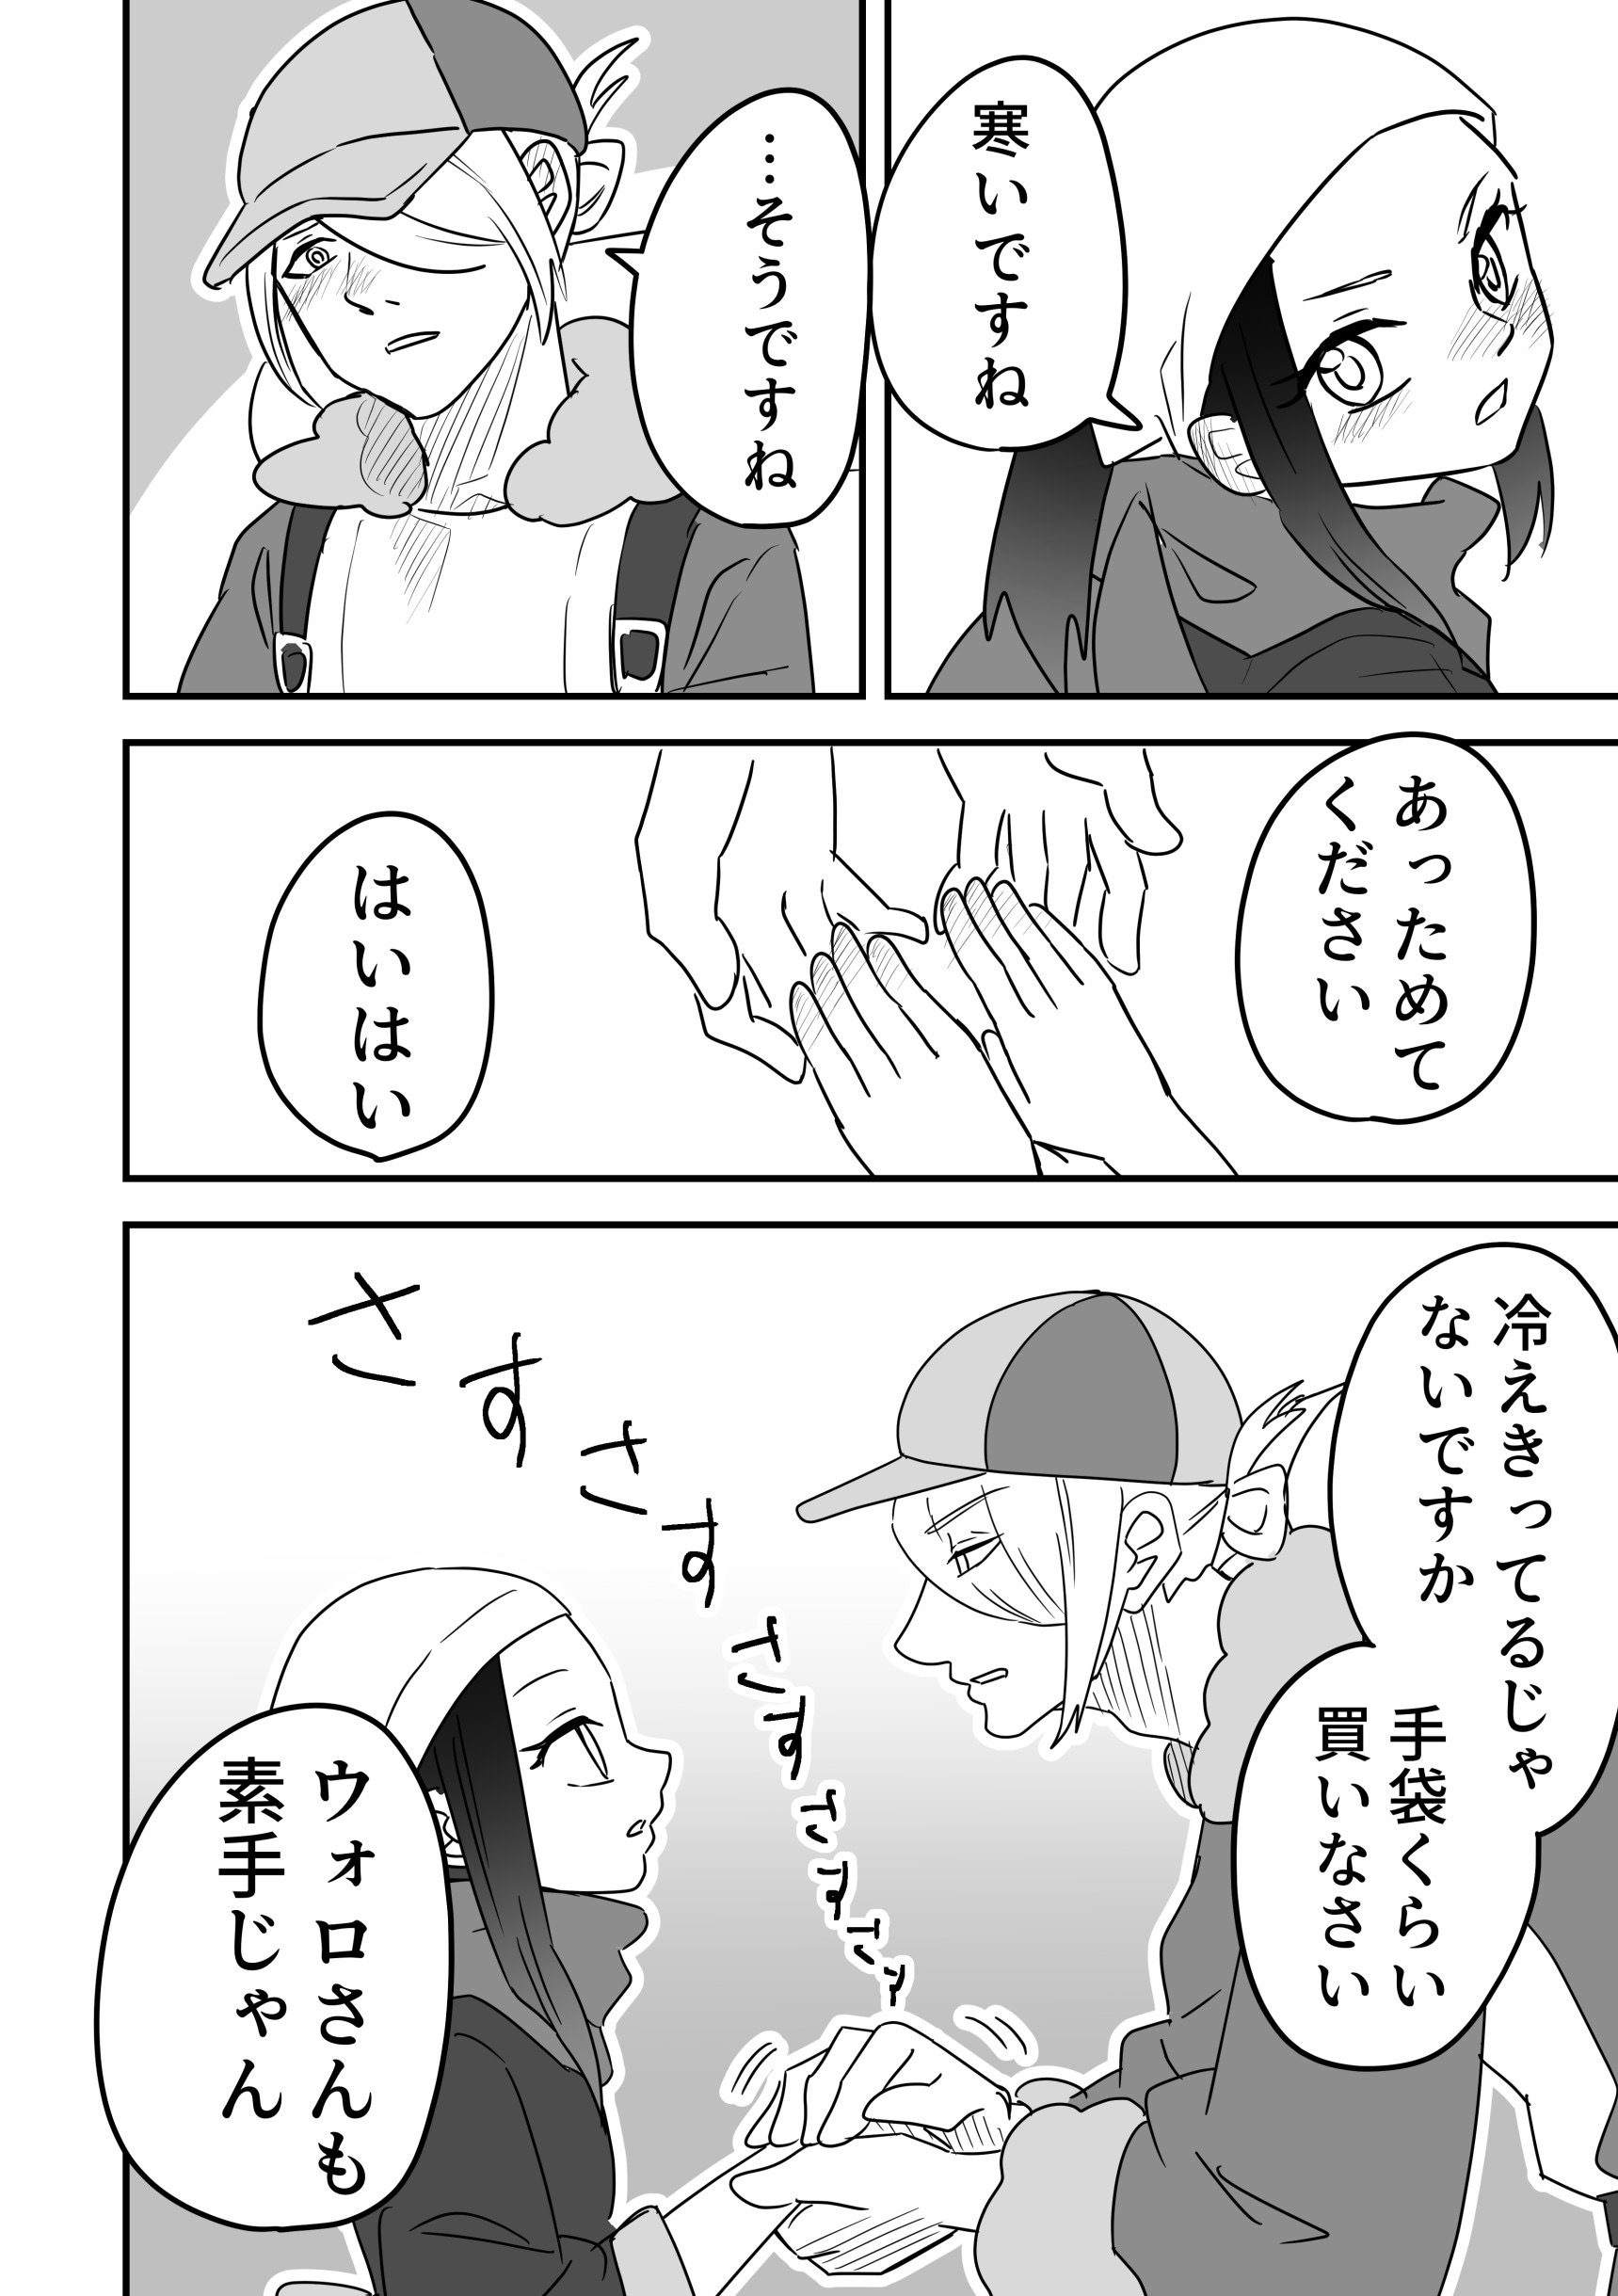 寒いですね
…そうですね
あっためて
ください
はいはい
冷えきってるじゃ
ないですか
手袋くらい
買いなさい
さすさすさすさすさす
ウォロさんも
素手じゃん